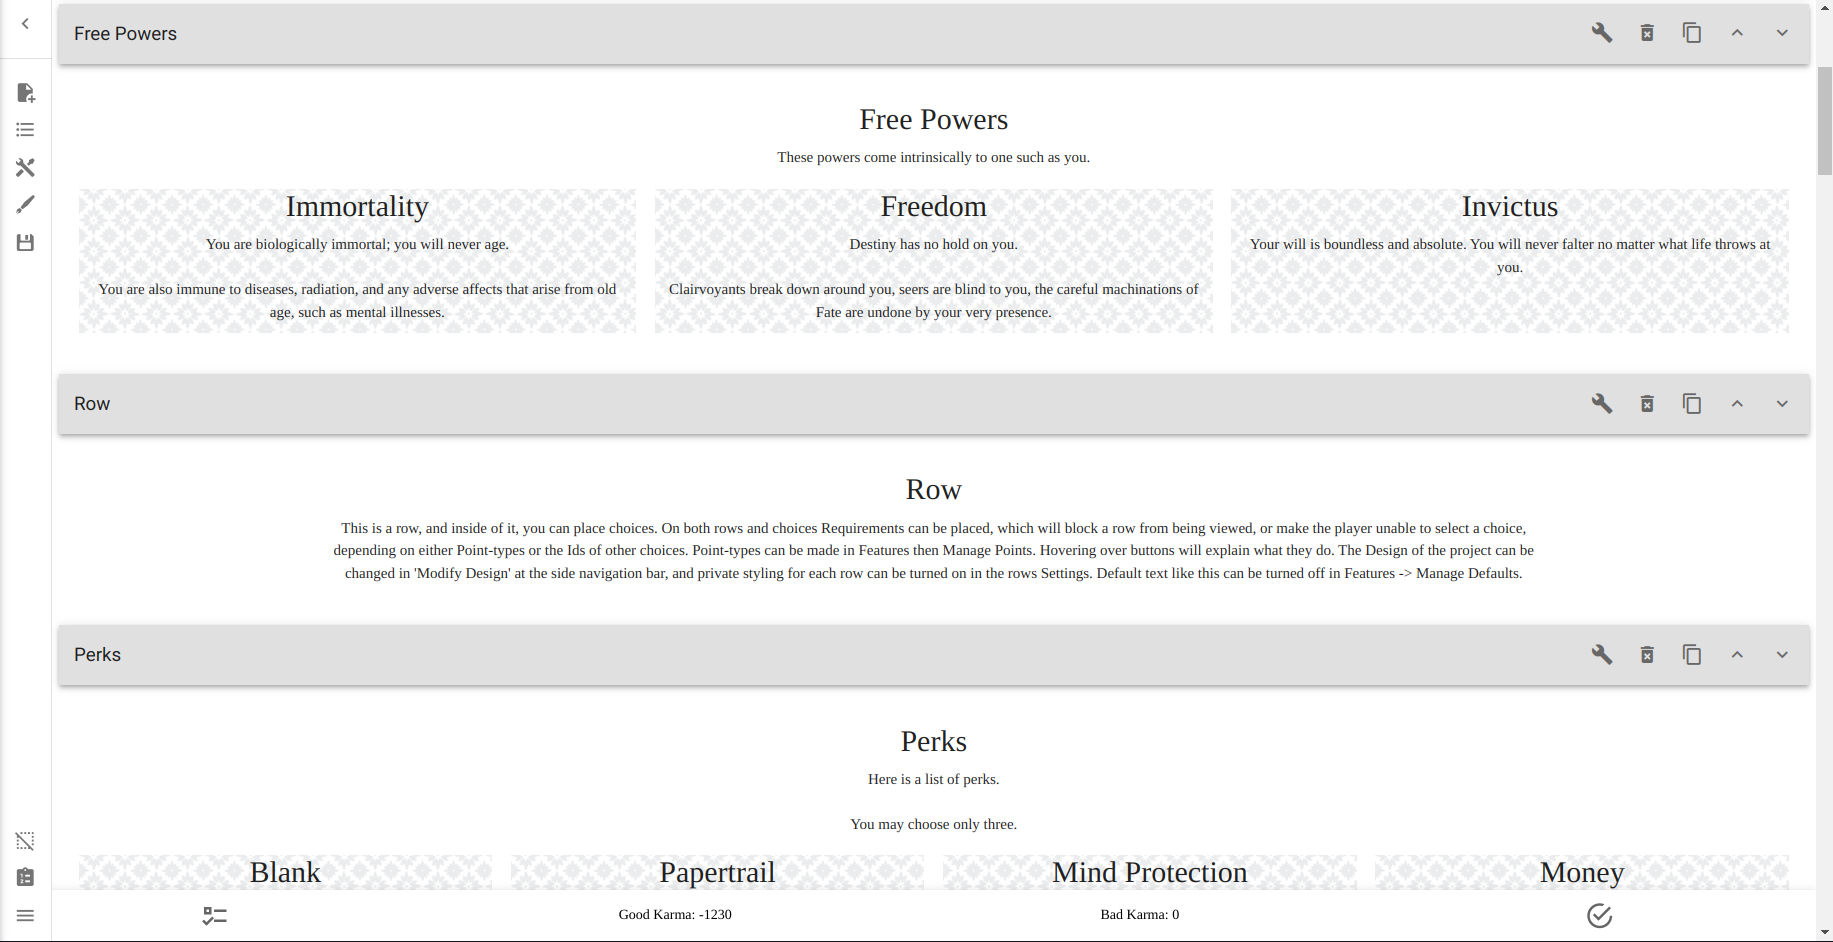 Free Powers
Free Powers
These powers come intrinsically to one such as you.
Immortality
You are biologically immortal; you will never age.
You are also immune to diseases, radiation, and any adverse affects that arise from old
age, such as mental illnesses.
Freedom
Destiny has no hold on you.
Clairvoyants break down around you, seers are blind to you, the careful machinations of
Fate are undone by your very presence.
Invictus
Your will is boundless and absolute. You will never falter no matter what life throws at
you.
Row
Row
This is a row, and inside of it, you can place choices. On both rows and choices Requirements can be placed, which will block a row from being viewed, or make the player unable to select a choice,
depending on either Point-types or the Ids of other choices. Point-types can be made in Features then Manage Points. Hovering over buttons will explain what they do. The Design of the project can be
changed in 'Modify Design' at the side navigation bar, and private styling for each row can be turned on in the rows Settings. Default text like this can be turned off in Features -> Manage Defaults.
Perks
Perks
Here is a list of perks.
You may choose only three.
Blank
Papertrail
Mind Protection
Money
Good Karma: -1230
Bad Karma: 0